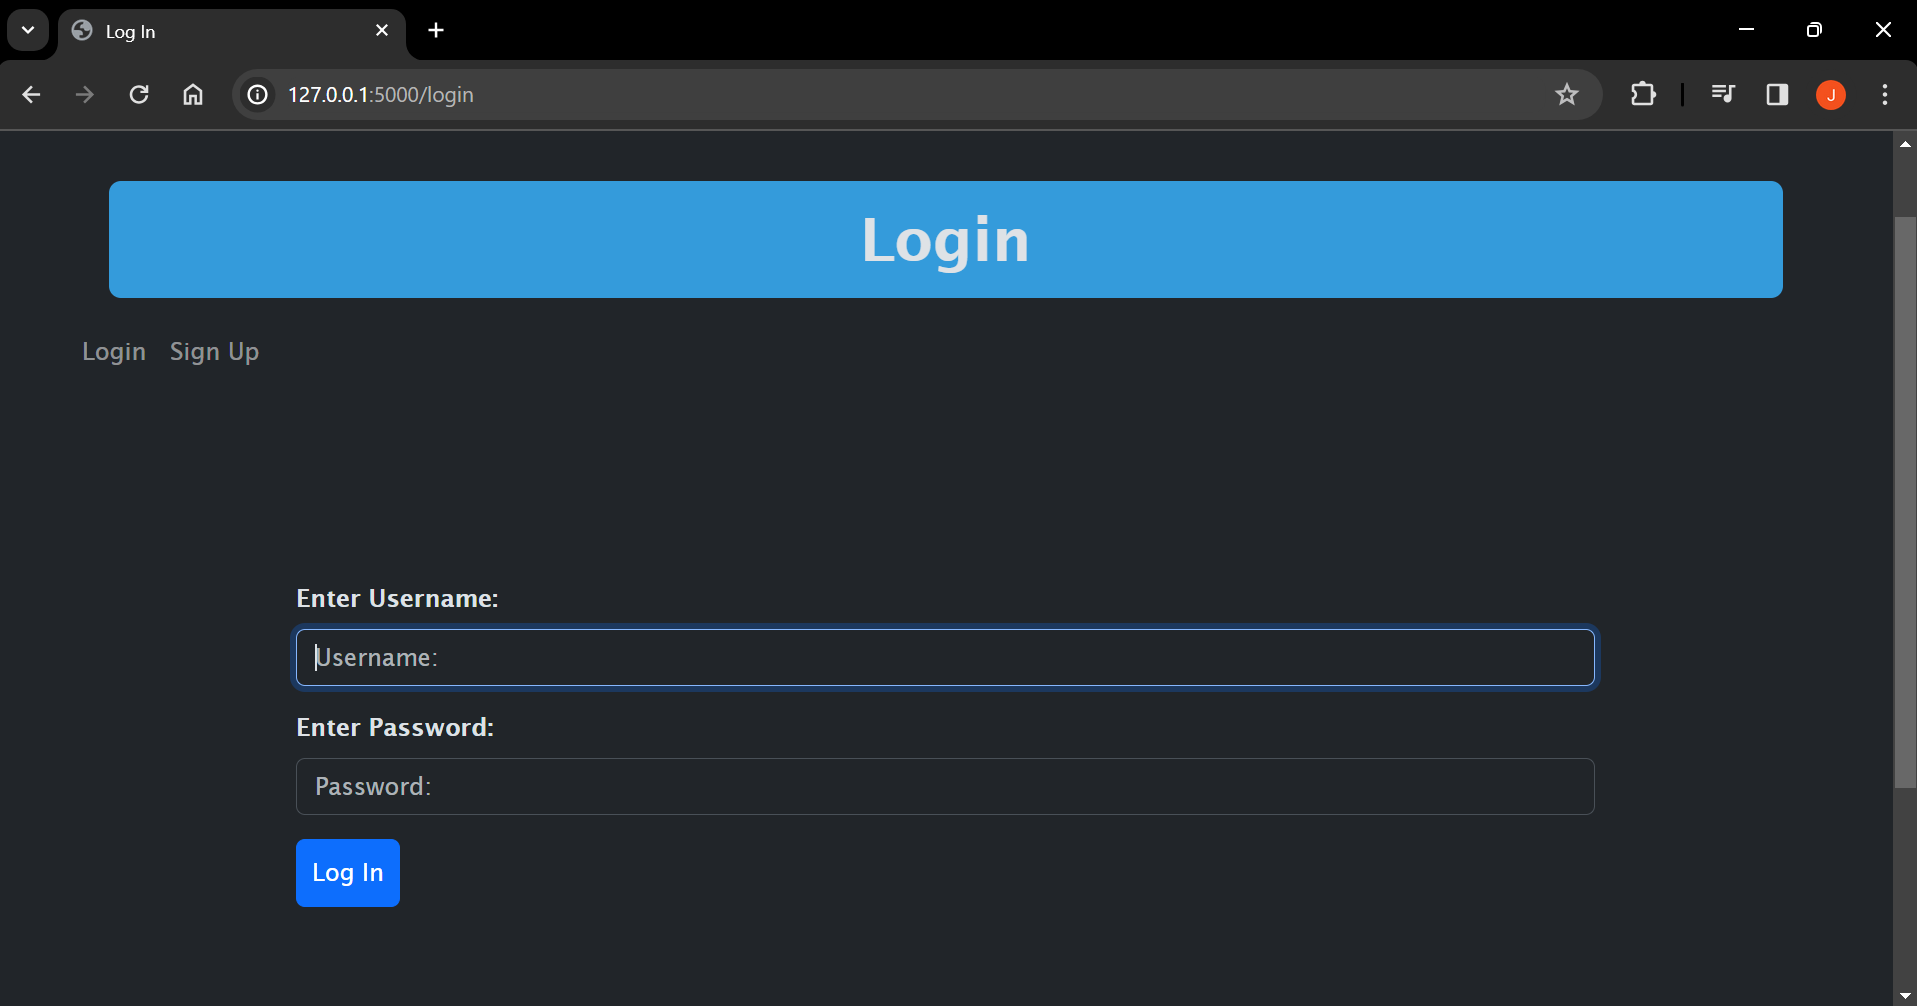 Log In
127.0.0.1:5000/login
J
Login
Login Sign Up
Enter Username:
Username:
Enter Password:
Password:
Log In